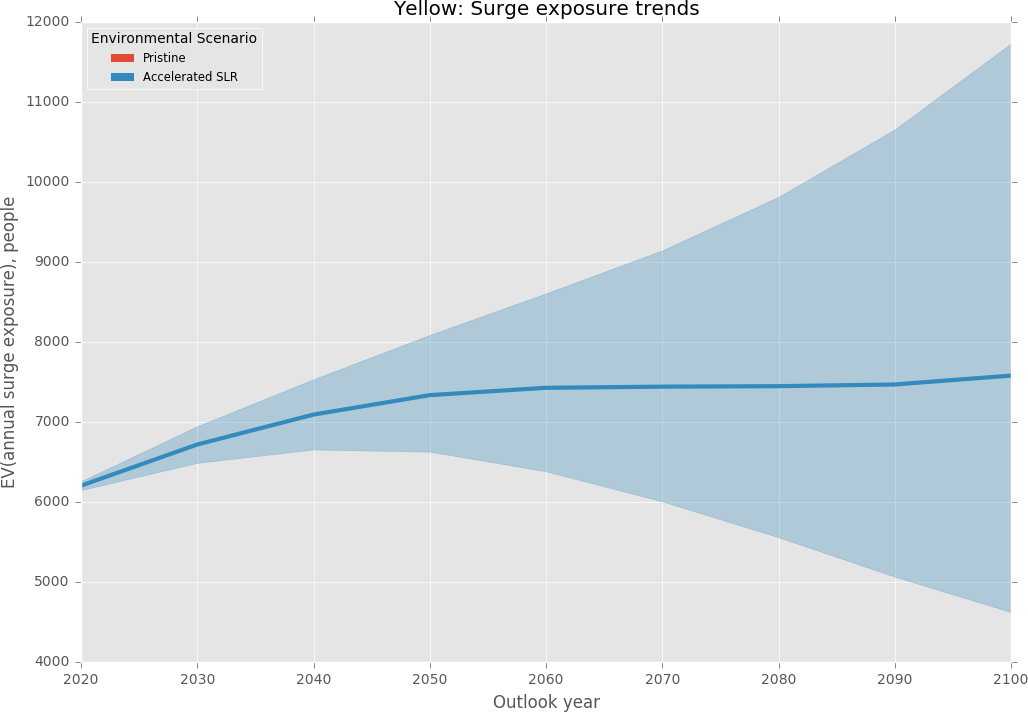 Yellow: Surge exposure trends
12000
11000
10000
9000
8000
7000
6000
5000
4000
EV(annual surge exposure), people
Environmental Scenario
Pristine
Accelerated SLR
2020 2030 2040 2050 2060 2070 2080 2090 2100
Outlook year